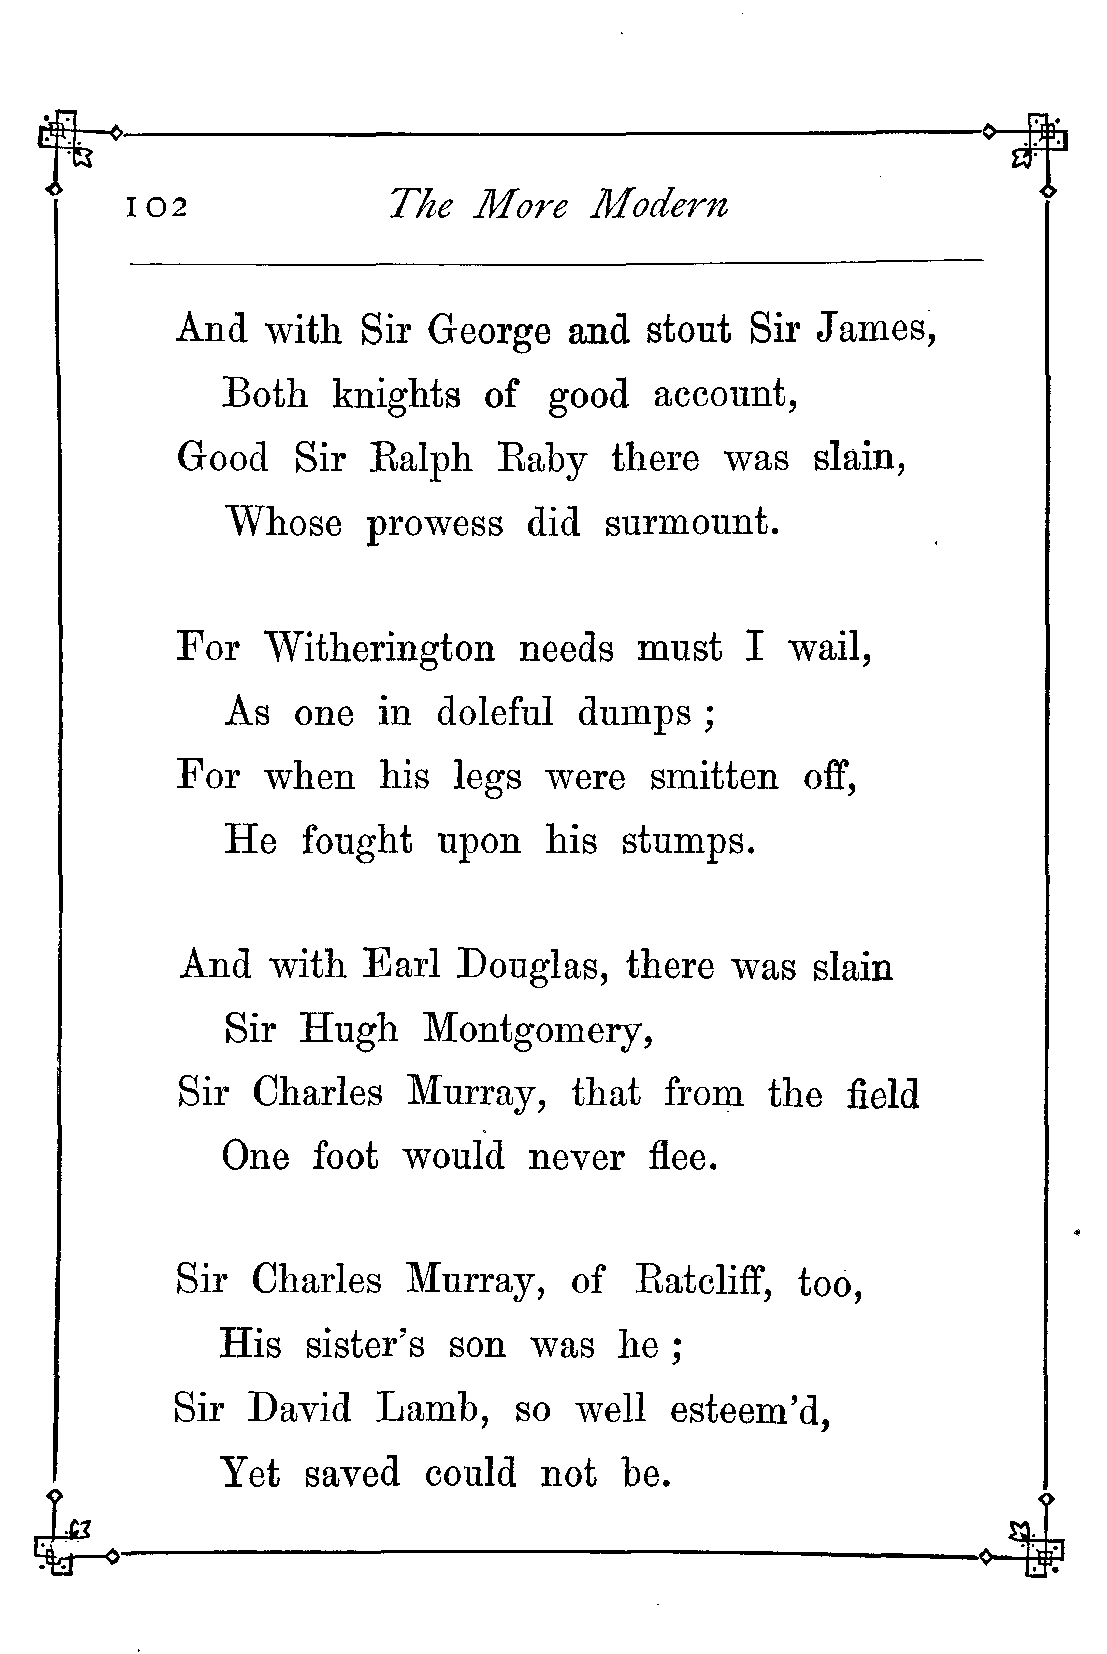 102 The More Modern
And with Sir George and stout Sir James,
Both knights of good account,
Good Sir Ralph Raby there was slain,
Whose prowess did surmount.
For Witherington needs must I wail,
As one in doleful dumps ;
For when his legs were smitten off,
He fought upon his stumps.
And with Earl Douglas, there was slain
Sir Hugh Montgomery,
Sir Charles Murray, that from the field
One foot would never flee.
Sir Charles Murray, of Ratcliff, too,
His sister's son was he ;
Sir David Lamb, so well esteem'd,
Yet saved could not be.